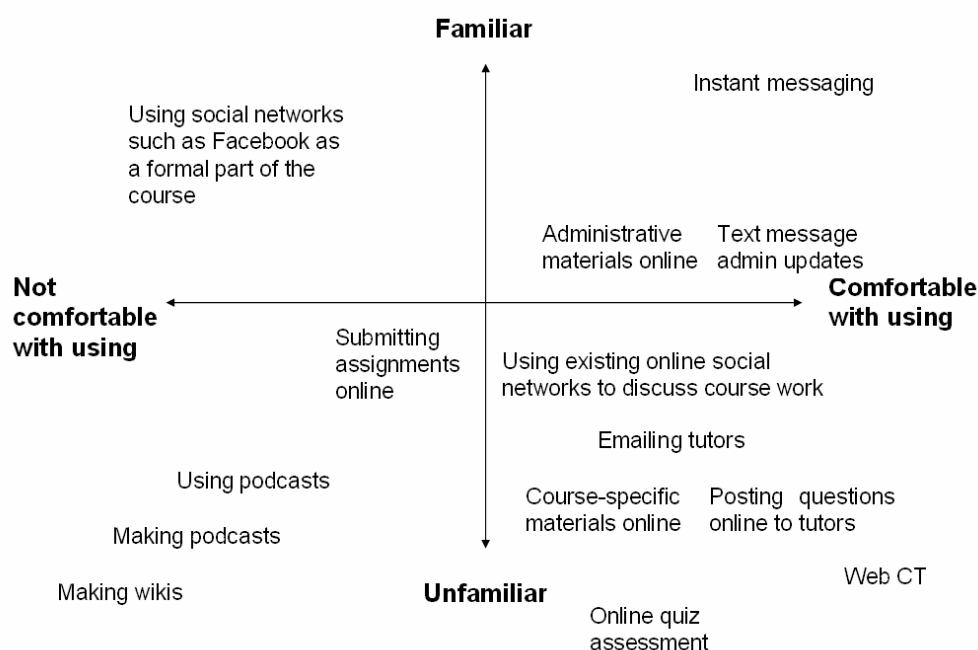 Familiar
Instant messaging
Using social networks
such as Facebook as
a formal part of the
course
Administrative
materials online
Text message
admin updates
Not
comfortable
with using
Comfortable
with using
Submitting
assignments
online
Using existing online social
networks to discuss course work
Emailing tutors
Using podcasts
Course-specific
materials online
Posting questions
online to tutors
Making podcasts
Web CT
Making wikis
Unfamiliar
Online quiz
assessment